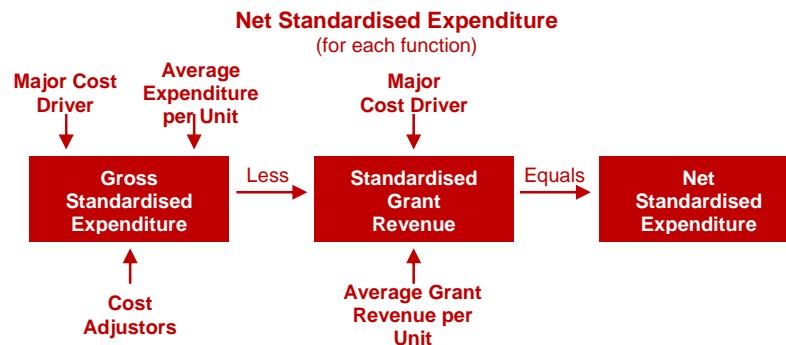 Net Standardised Expenditure
(for each function)
Major Cost
Driver
Average
Expenditure
per Unit
Major
Cost Driver
Gross
Standardised
Expenditure
Less
Standardised
Grant
Revenue
Equals
Net
Standardised
Expenditure
Cost
Adjustors
Average Grant
Revenue per
Unit